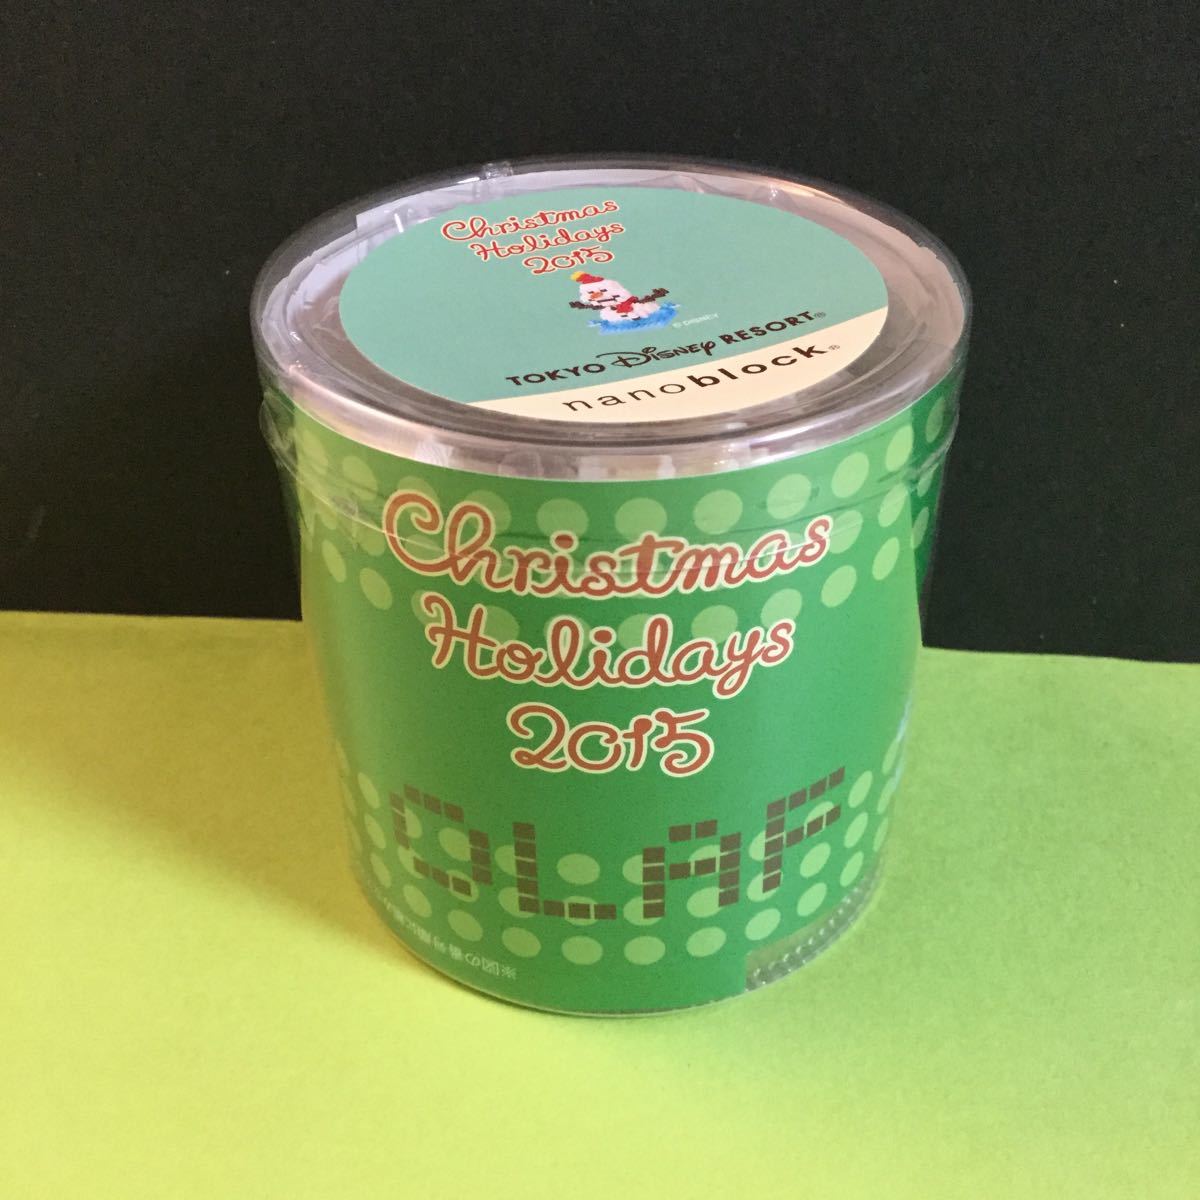 Christmas
Holidays
2015
© DISNEY
TOKYO Disney RESORT®
nanoblock®
Christmas
Holidays
2015
OLAF